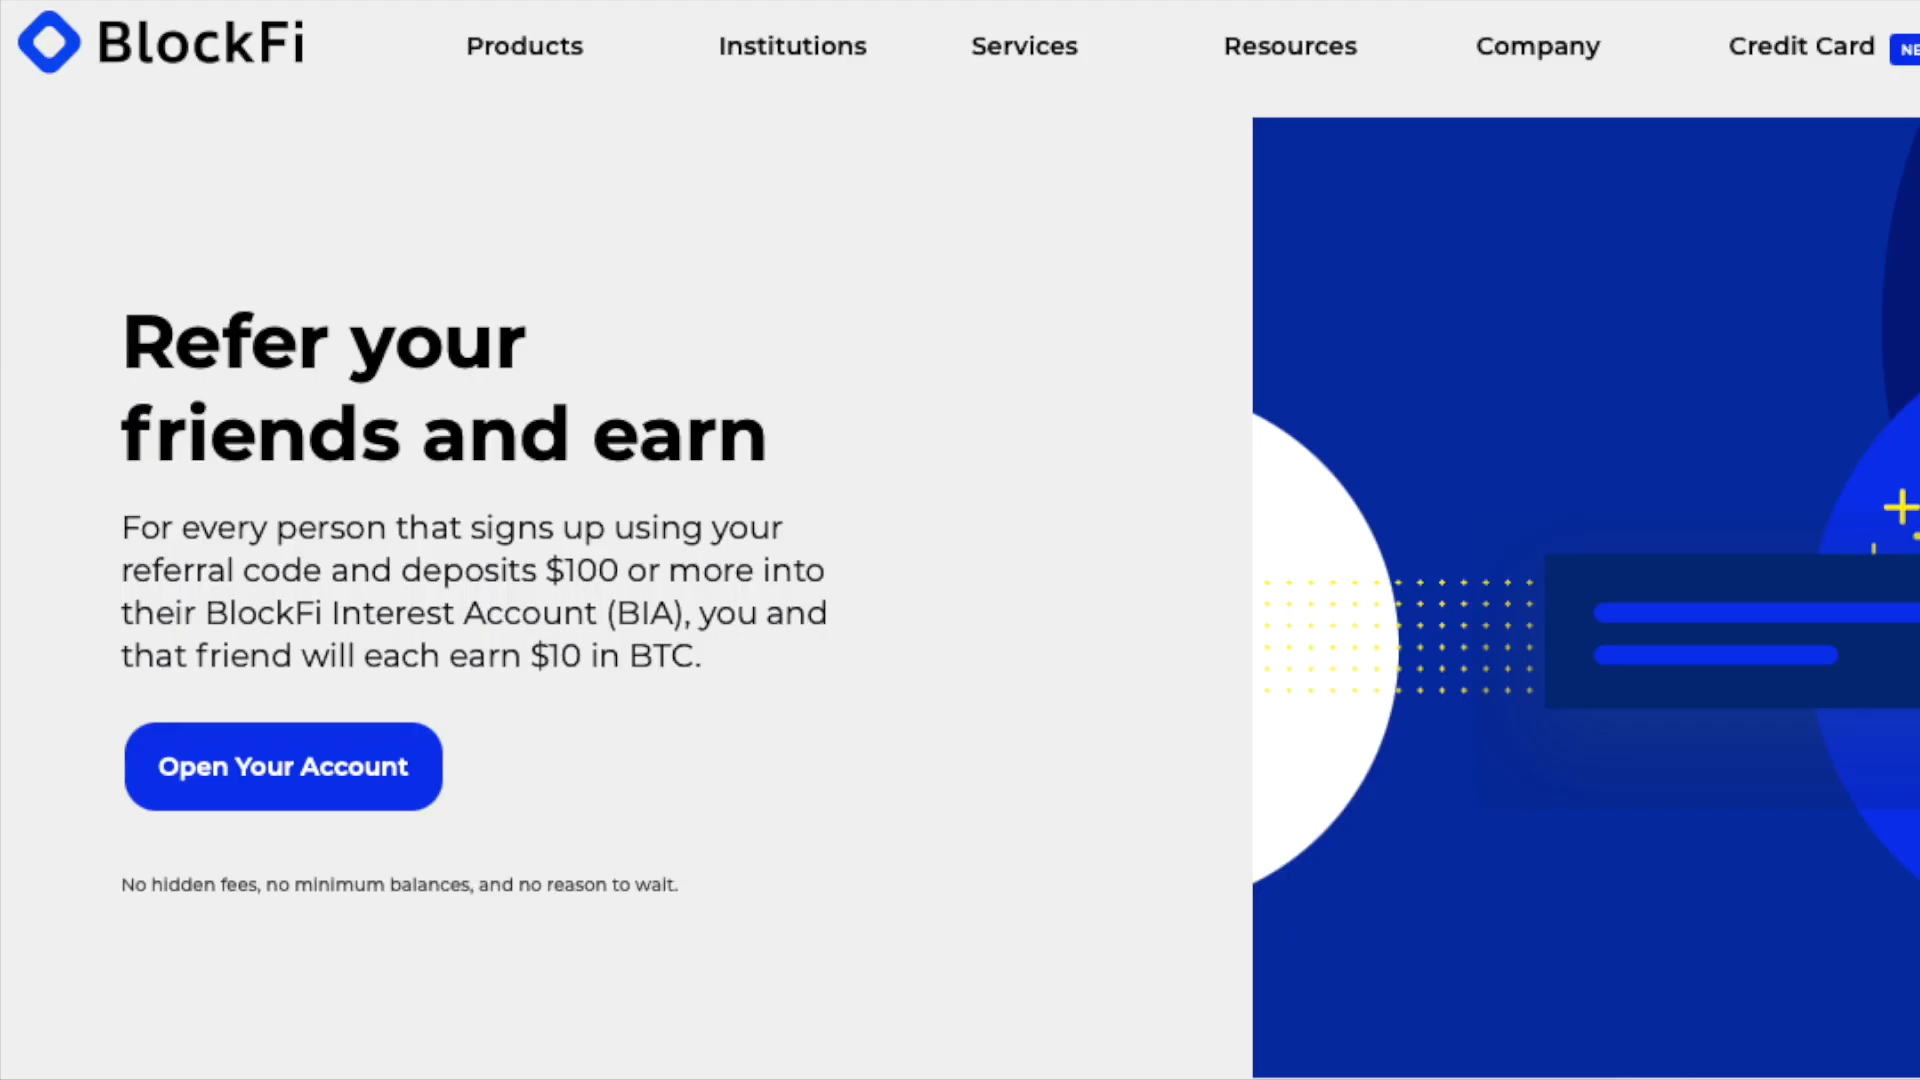 BlockFi
Products
Institutions
Services
Resources
Company
Credit Card
Refer your
friends and earn
For every person that signs up using your
referral code and deposits $100 or more into
their BlockFi Interest Account (BIA), you and
that friend will each earn $10 in BTC.
Open Your Account
No hidden fees, no minimum balances, and no reason to wait.